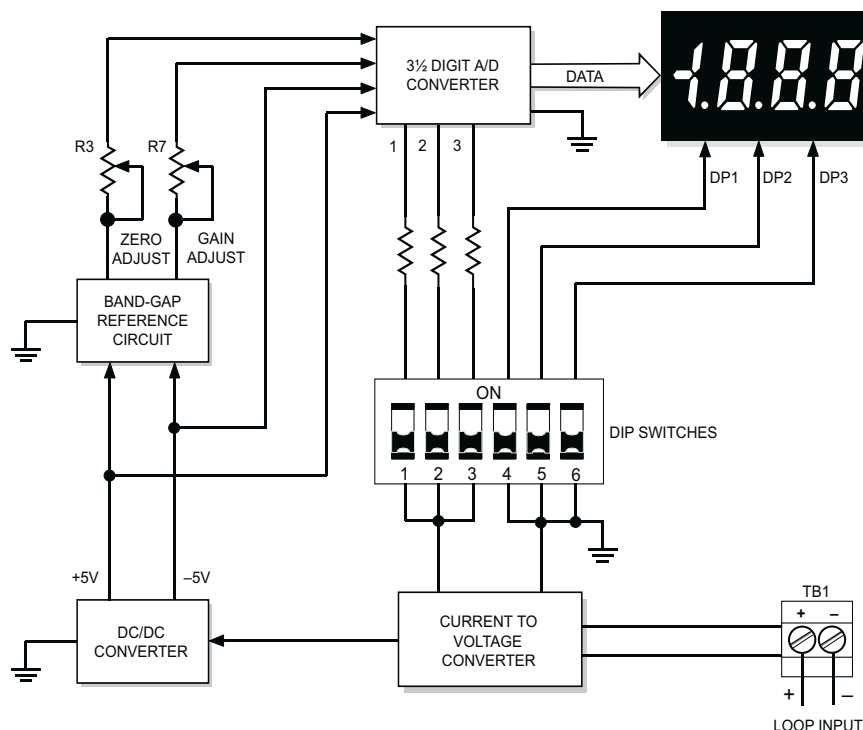 3½ DIGIT A/D
CONVERTER
DATA
-1.8.8.8
R3
R7
1
2
3
DP1
DP2
DP3
ZERO
ADJUST
GAIN
ADJUST
BAND-GAP
REFERENCE
CIRCUIT
ON
DIP SWITCHES
1 2 3 4 5 6
+5V
–5V
TB1
+ –
DC/DC
CONVERTER
CURRENT TO
VOLTAGE
CONVERTER
+ –
LOOP INPUT